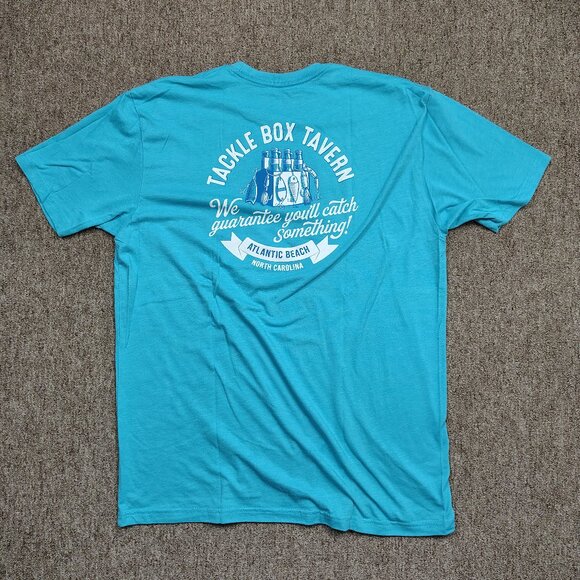 TACKLE BOX TAVERN
We
guarantee you'll catch
something!
ATLANTIC BEACH
NORTH CAROLINA